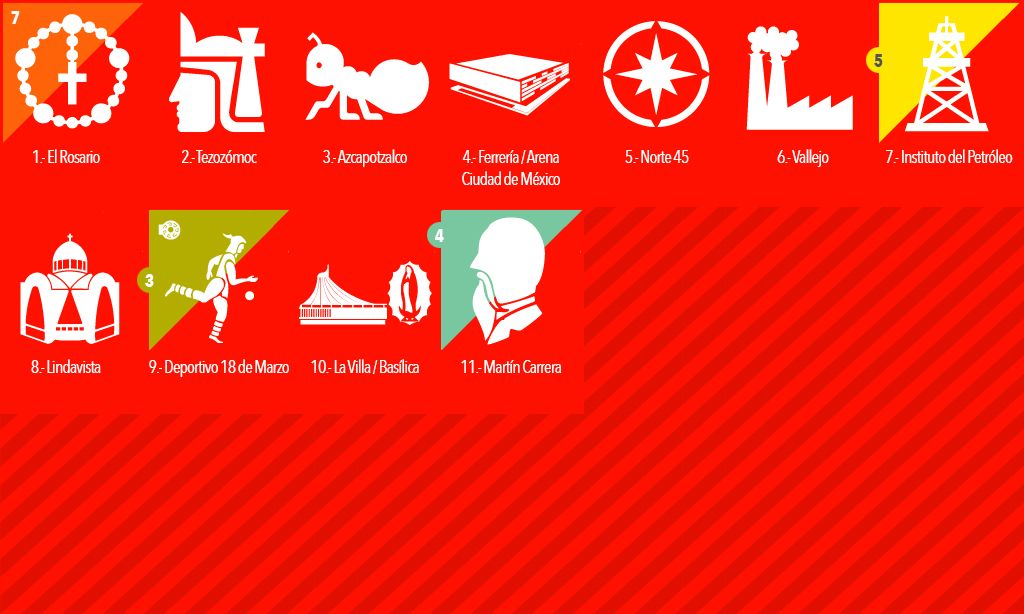 7
5
1.- El Rosario
2.- Tezozómoc
3.- Azcapotzalco
4.- Ferrería / Arena
Ciudad de México
5.- Norte 45
6.- Vallejo
7.- Instituto del Petróleo
3
4
8.- Lindavista
9.- Deportivo 18 de Marzo
10.- La Villa / Basílica
11.- Martín Carrera